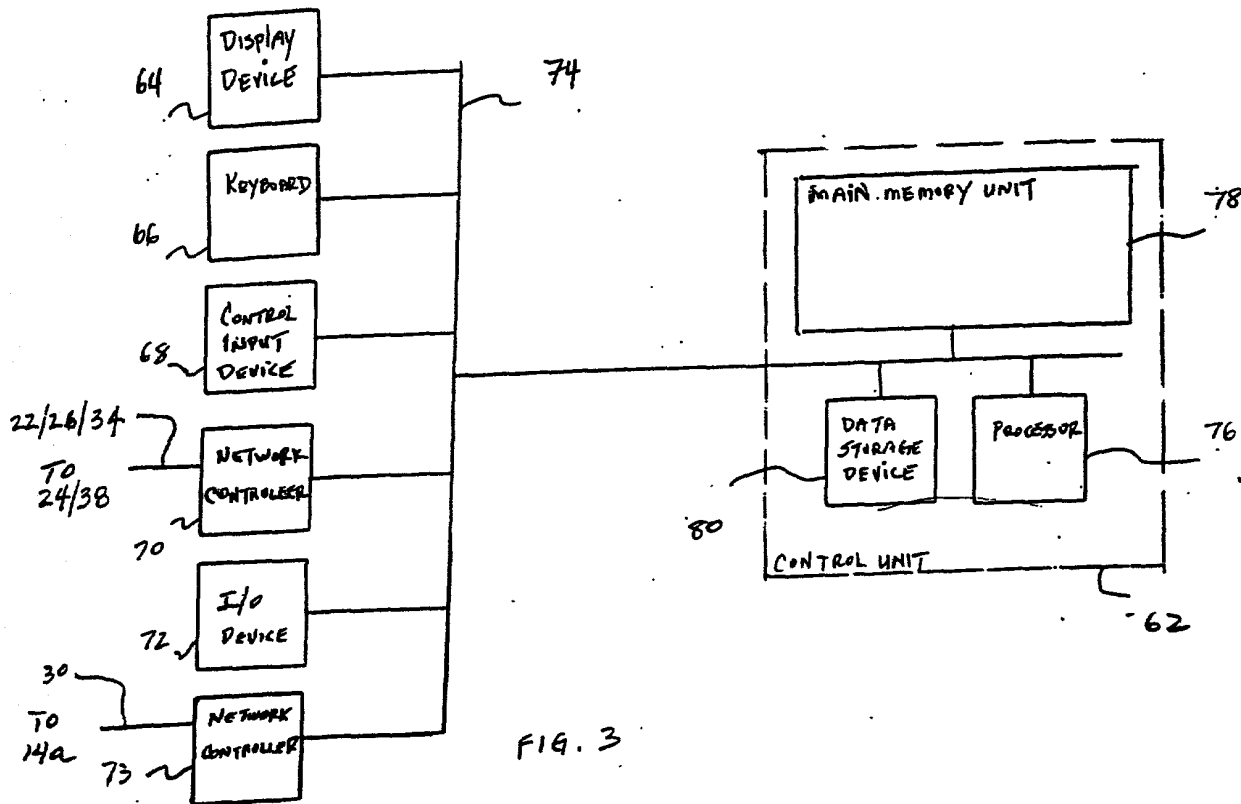 DISPLAY
DEVICE
64
74
KEYBOARD
66
CONTROL
INPUT
DEVICE
68
22/26/34
TO
24/38
NETWORK
CONTROLLER
70
I/O
DEVICE
72
30
TO
14a
NETWORK
CONTROLLER
73
MAIN MEMORY UNIT
78
DATA
STORAGE
DEVICE
80
PROCESSOR
76
CONTROL UNIT
62
FIG. 3